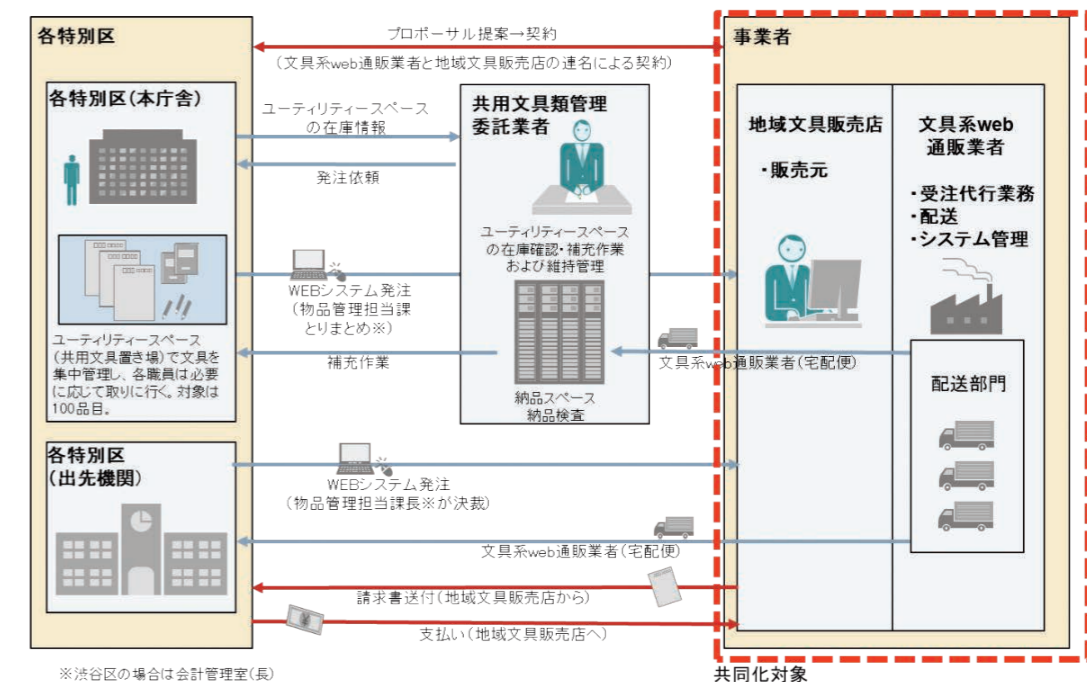 各特別区
プロポーサル提案→契約
(文具系web通販業者と地域文具販売店の連名による契約)
事業者
各特別区(本庁舎)
ユーティリティースペース
の在庫情報
発注依頼
共用文具類管理
委託業者
ユーティリティースペース
の在庫確認・補充作業
および維持管理
地域文具販売店
・販売元
文具系web
通販業者
・受注代行業務
・配送
・システム管理
WEBシステム発注
(物品管理担当課
とりまとめ※)
ユーティリティースペース
(共用文具置き場)で文具を
集中管理し、各職員は必要
に応じて取りに行く。対象は
100品目。
補充作業
文具系web通販業者(宅配便)
納品スペース
納品検査
配送部門
各特別区
(出先機関)
WEBシステム発注
(物品管理担当課長※が決裁)
文具系web通販業者(宅配便)
請求書送付(地域文具販売店から)
支払い(地域文具販売店へ)
※渋谷区の場合は会計管理室(長)
共同化対象